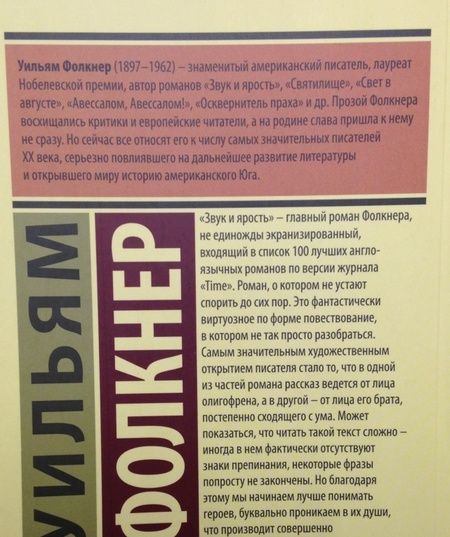 Уильям Фолкнер (1897–1962) – знаменитый американский писатель, лауреат
Нобелевской премии, автор романов «Звук и ярость», «Святилище», «Свет в
августе», «Авессалом, Авессалом!», «Осквернитель праха» и др. Прозой Фолкнера
восхищались критики и европейские читатели, а на родине слава пришла к нему
не сразу. Но сейчас все относят его к числу самых значительных писателей
XX века, серьезно повлиявшего на дальнейшее развитие литературы
и открывшего миру историю американского Юга.
УИЛЬЯМ
ФОЛКНЕР
«Звук и ярость» – главный роман Фолкнера,
не единожды экранизированный,
входящий в список 100 лучших англо-
язычных романов по версии журнала
«Time». Роман, о котором не устают
спорить до сих пор. Это фантастически
виртуозное по форме повествование,
в котором не так просто разобраться.
Самым значительным художественным
открытием писателя стало то, что в одной
из частей романа рассказ ведется от лица
олигофрена, а в другой – от лица его брата,
постепенно сходящего с ума. Может
показаться, что читать такой текст сложно –
иногда в нем фактически отсутствуют
знаки препинания, некоторые фразы
попросту не закончены. Но благодаря
этому мы начинаем лучше понимать
героев, буквально проникаем в их души,
что производит совершенно